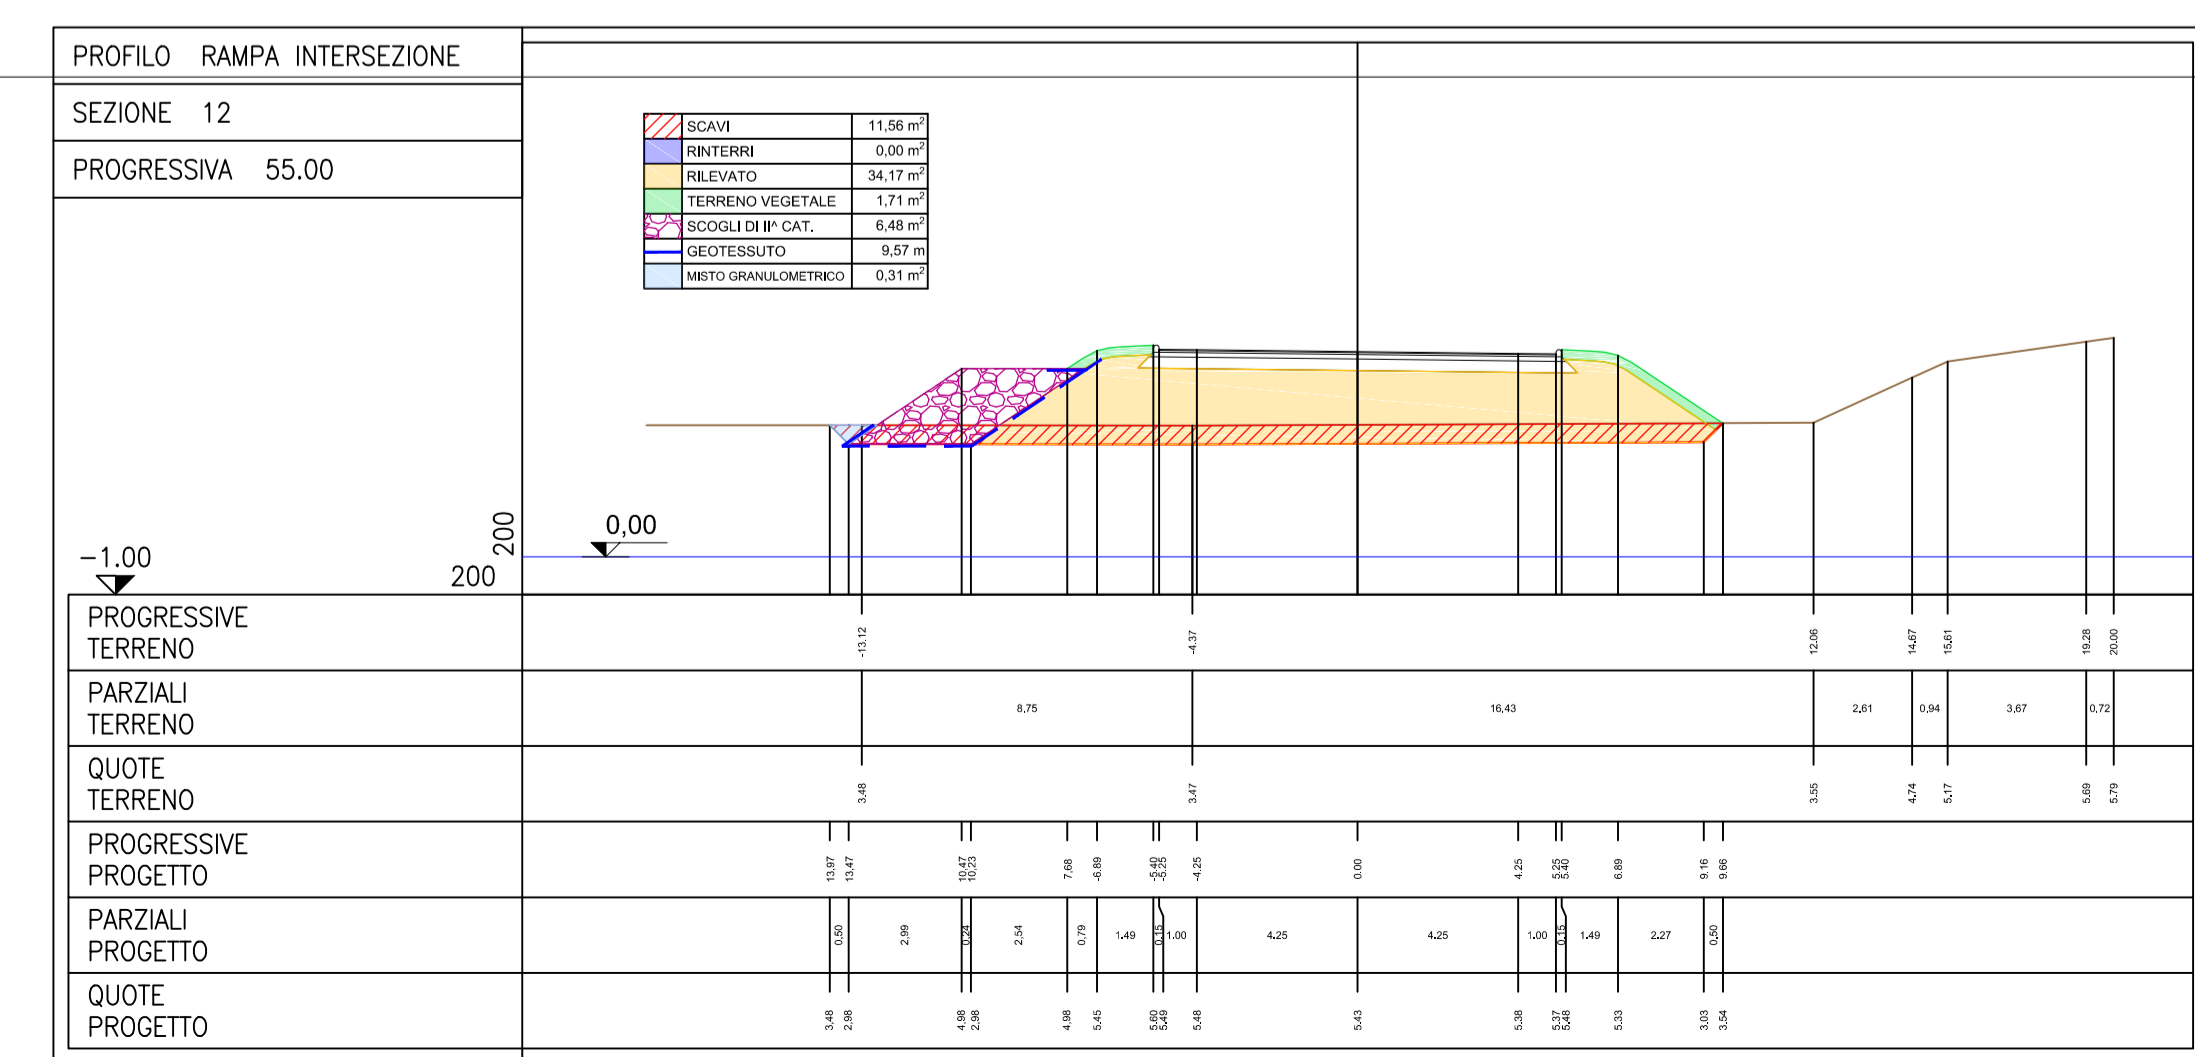 PROFILO RAMPA INTERSEZIONE
SEZIONE 12
PROGRESSIVA 55.00
SCAVI 11,56 m²
RINTERRI 0,00 m²
RILEVATO 34,17 m²
TERRENO VEGETALE 1,71 m²
SCOGLI DI II^ CAT. 6,48 m²
GEOTESSUTO 9,57 m
MISTO GRANULOMETRICO 0,31 m²
0,00
-1.00
200
200
PROGRESSIVE
TERRENO
-13.12 -4.37 12.06 14.67 15.61 19.28 20.00
PARZIALI
TERRENO
8,75 16,43 2,61 0,94 3,67 0,72
QUOTE
TERRENO
3.48 3.47 3.55 4.74 5.17 5.69 5.79
PROGRESSIVE
PROGETTO
13,97 13,47 10,47 10,23 7,68 -6.89 -5.40 -5.25 -4.25 0.00 4.25 5.25 5.40 6.89 9.16 9.66
PARZIALI
PROGETTO
0,50 2,99 0,24 2,54 0,79 1.49 0.15 1.00 4.25 4.25 1.00 0.15 1.49 2.27 0.50
QUOTE
PROGETTO
3,48 2,98 4,98 2,98 4,98 5.45 5.60 5.49 5.48 5.43 5.38 5.37 5.48 5.33 3.03 3.54